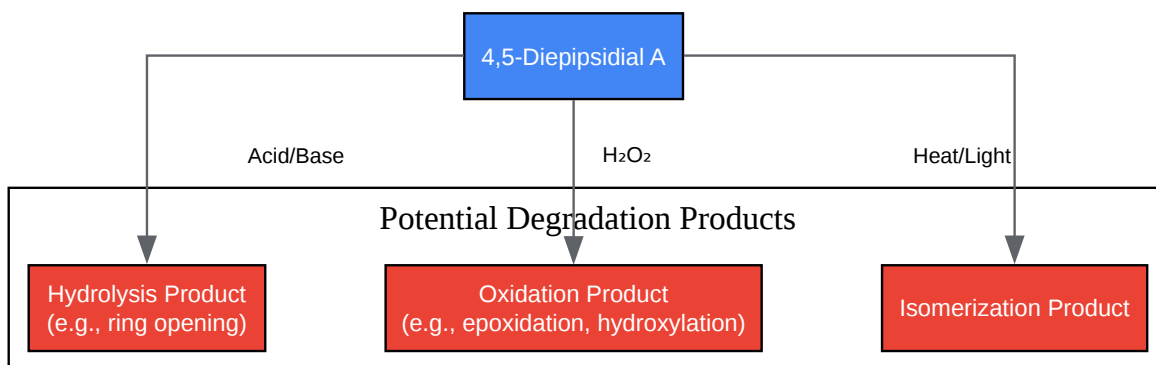 4,5-Diepipsidial A
Acid/Base
H₂O₂
Heat/Light
Potential Degradation Products
Hydrolysis Product
(e.g., ring opening)
Oxidation Product
(e.g., epoxidation, hydroxylation)
Isomerization Product